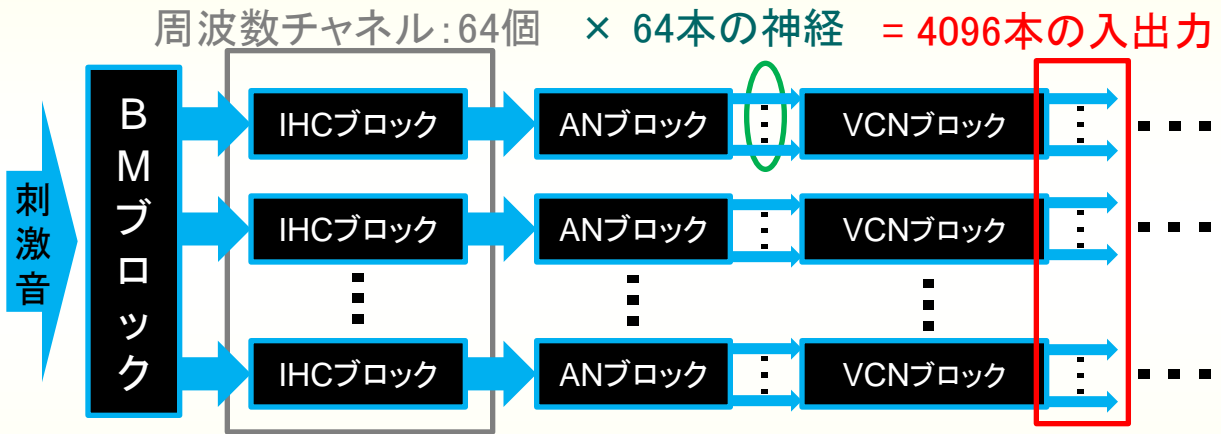 周波数チャネル:64個 × 64本の神経 = 4096本の入出力
刺激音
BMブロック
IHCブロック ANブロック VCNブロック
IHCブロック ANブロック VCNブロック
IHCブロック ANブロック VCNブロック